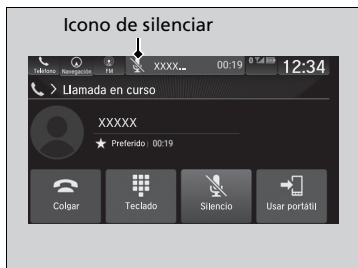 Icono de silenciar
Teléfono Navegación FM XXXX... 00:19 12:34
> Llamada en curso
XXXXX
★ Preferido | 00:19
Colgar Teclado Silencio Usar portátil